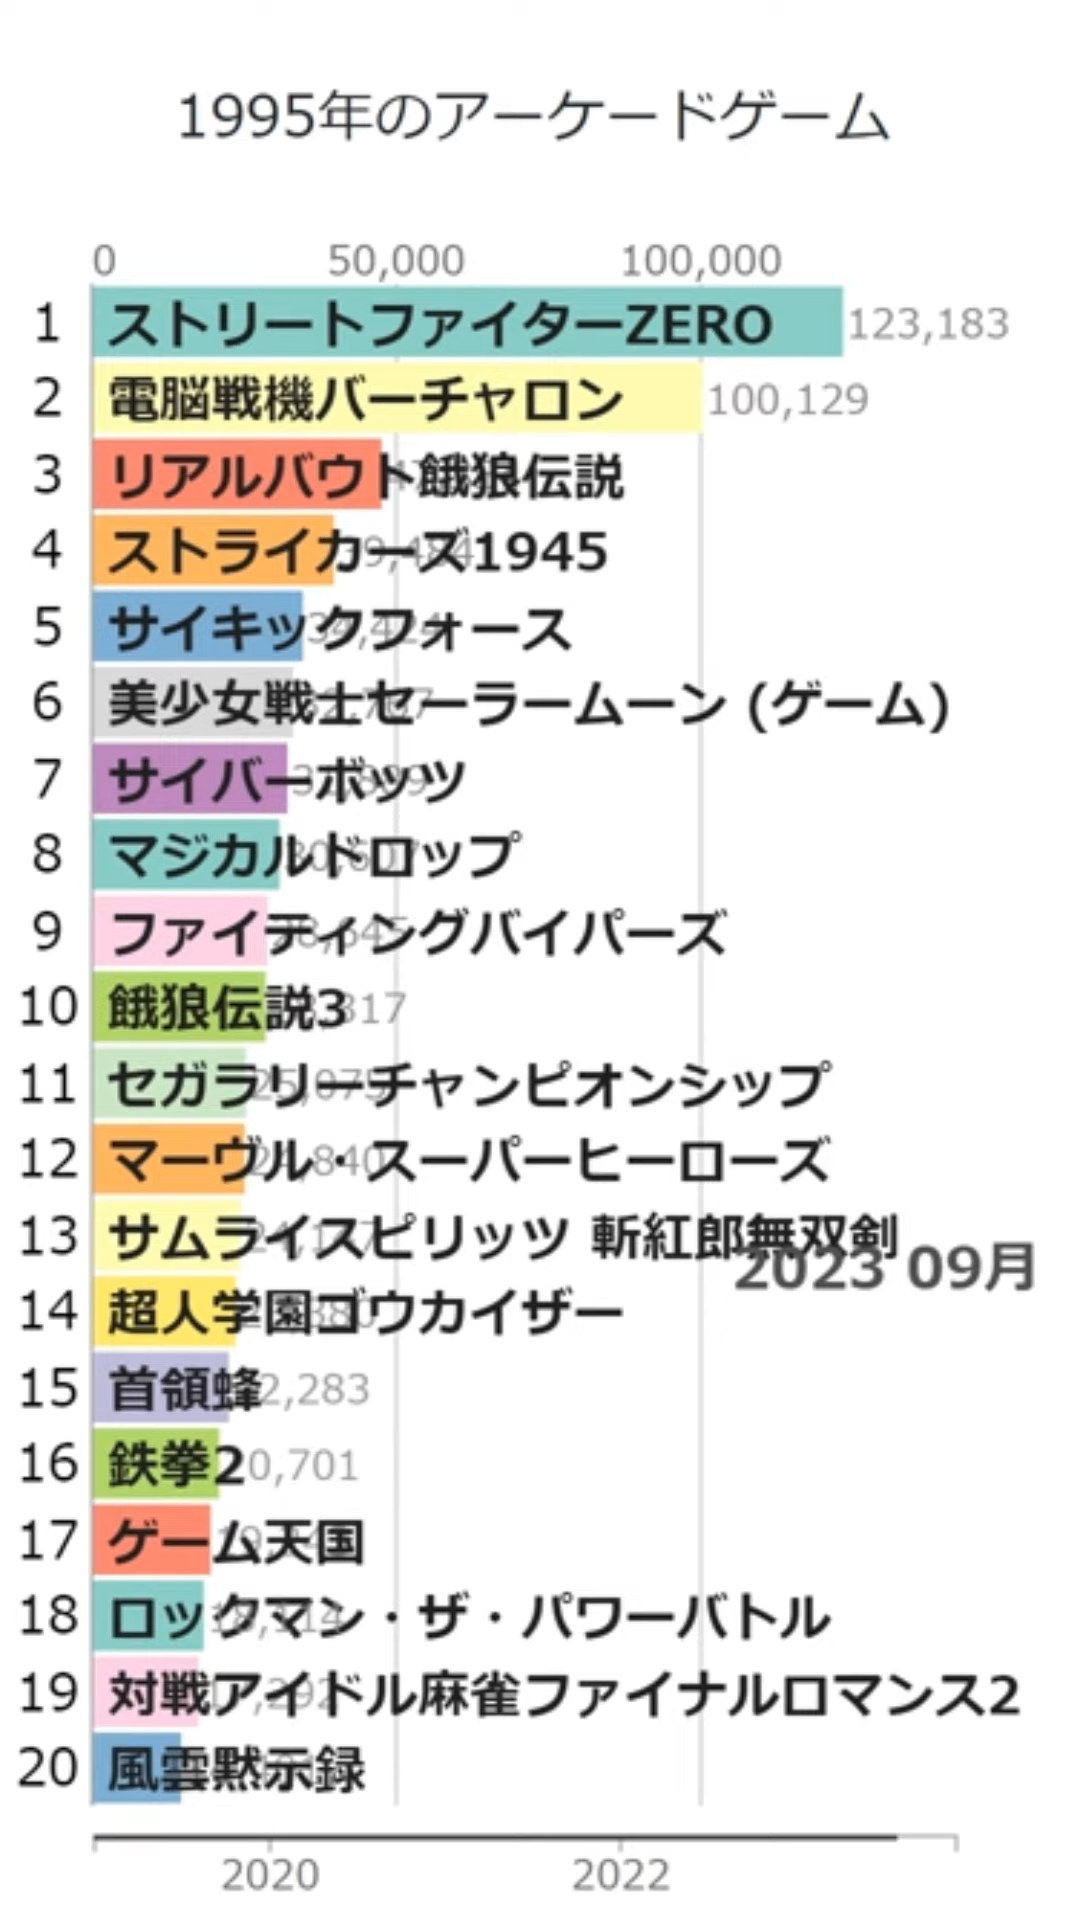 1995年のアーケードゲーム
0 50,000 100,000
1 ストリートファイターZERO 123,183
2 電脳戦機バーチャロン 100,129
3 リアルバウト餓狼伝説
4 ストライカーズ1945
5 サイキックフォース
6 美少女戦士セーラームーン (ゲーム)
7 サイバーボッツ
8 マジカルドロップ
9 ファイティングバイパーズ
10 餓狼伝説3
11 セガラリーチャンピオンシップ
12 マーヴル・スーパーヒーローズ
13 サムライスピリッツ 斬紅郎無双剣
2023 09月
14 超人学園ゴウカイザー
15 首領蜂
16 鉄拳2
17 ゲーム天国
18 ロックマン・ザ・パワーバトル
19 対戦アイドル麻雀ファイナルロマンス2
20 風雲黙示録
2020 2022